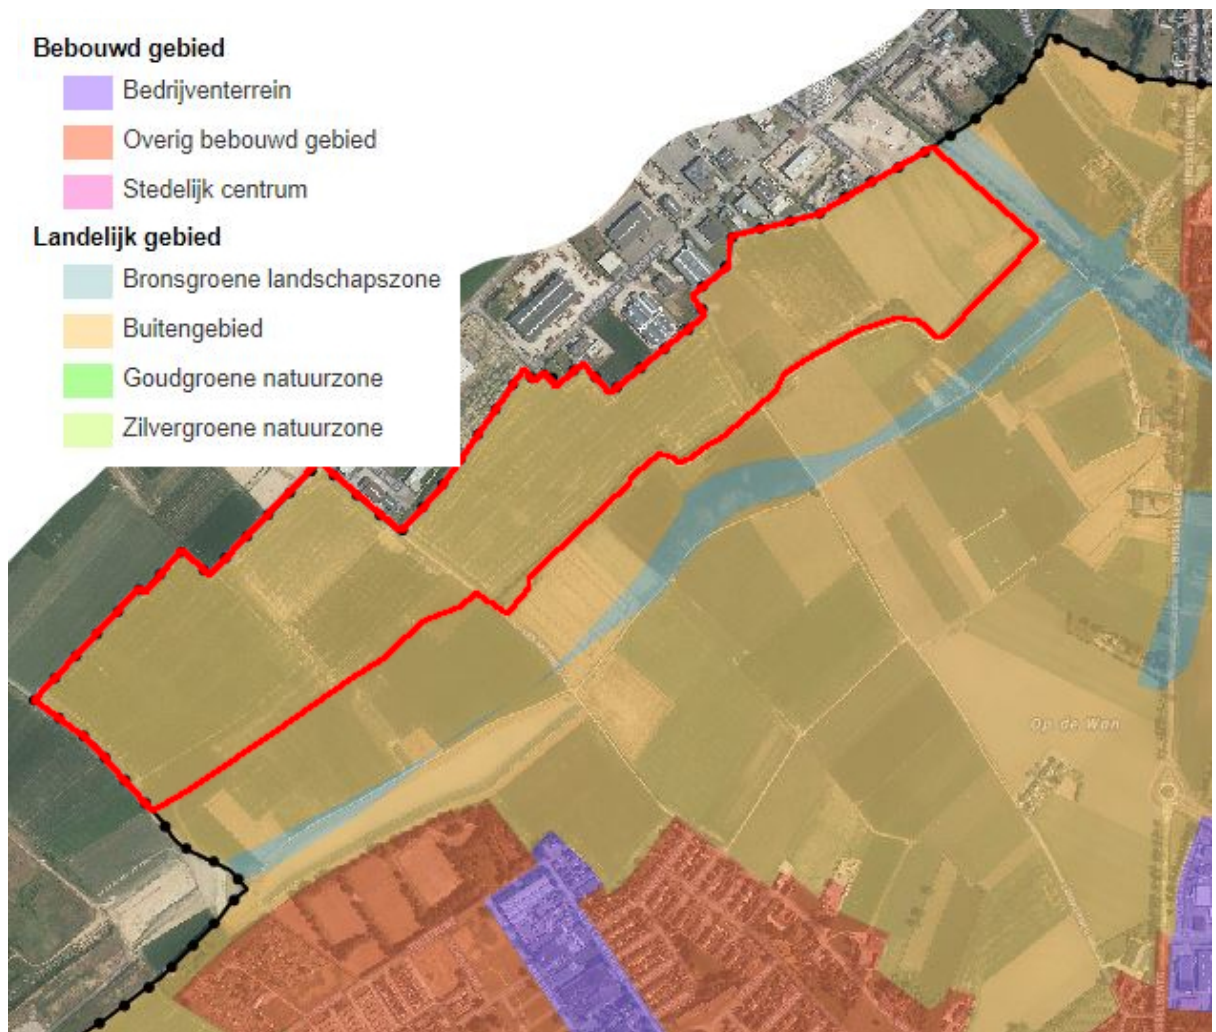 Bebouwd gebied
Bedrijventerrein
Overig bebouwd gebied
Stedelijk centrum
Landelijk gebied
Bronsgroene landschapszone
Buitengebied
Goudgroene natuurzone
Zilvergroene natuurzone
Op de Wan